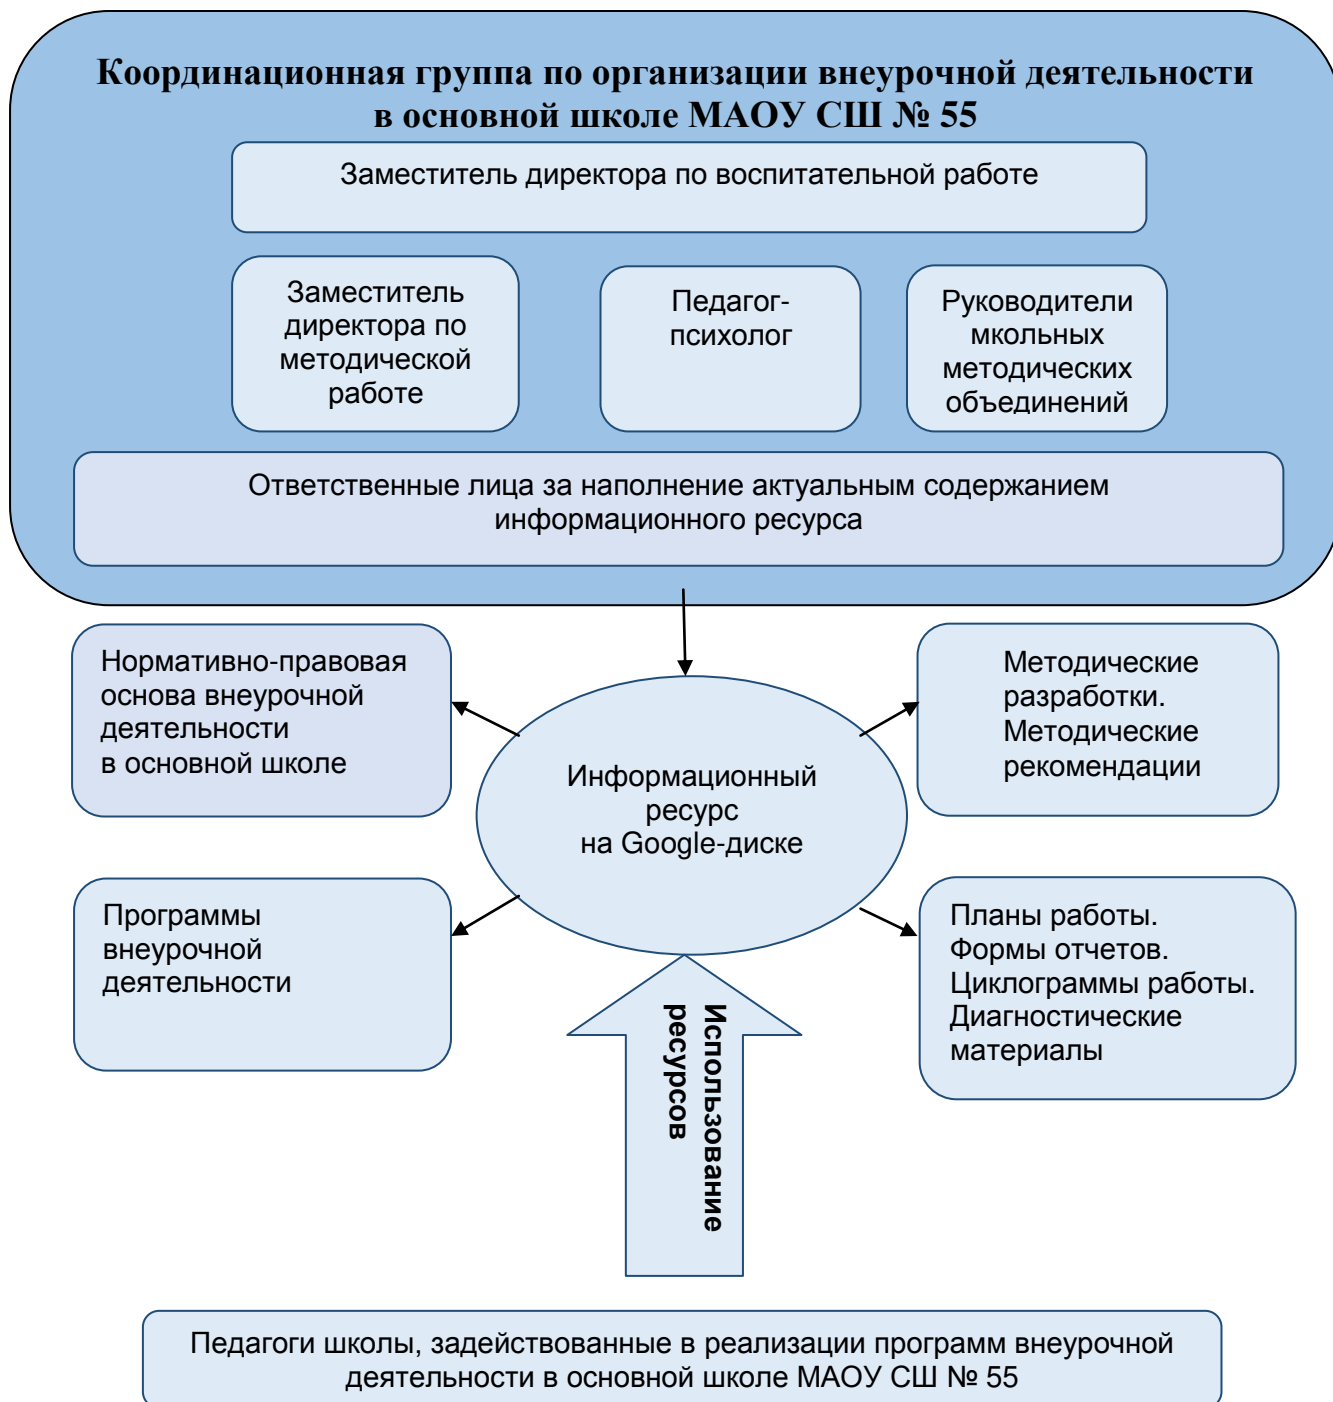 Координационная группа по организации внеурочной деятельности
в основной школе МАОУ СШ № 55
Заместитель директора по воспитательной работе
Заместитель
директора по
методической
работе
Педагог-
психолог
Руководители
мкольных
методических
объединений
Ответственные лица за наполнение актуальным содержанием
информационного ресурса
Нормативно-правовая
основа внеурочной
деятельности
в основной школе
Методические
разработки.
Методические
рекомендации
Информационный
ресурс
на Google-диске
Программы
внеурочной
деятельности
Планы работы.
Формы отчетов.
Циклограммы работы.
Диагностические
материалы
Использование
ресурсов
Педагоги школы, задействованные в реализации программ внеурочной
деятельности в основной школе МАОУ СШ № 55